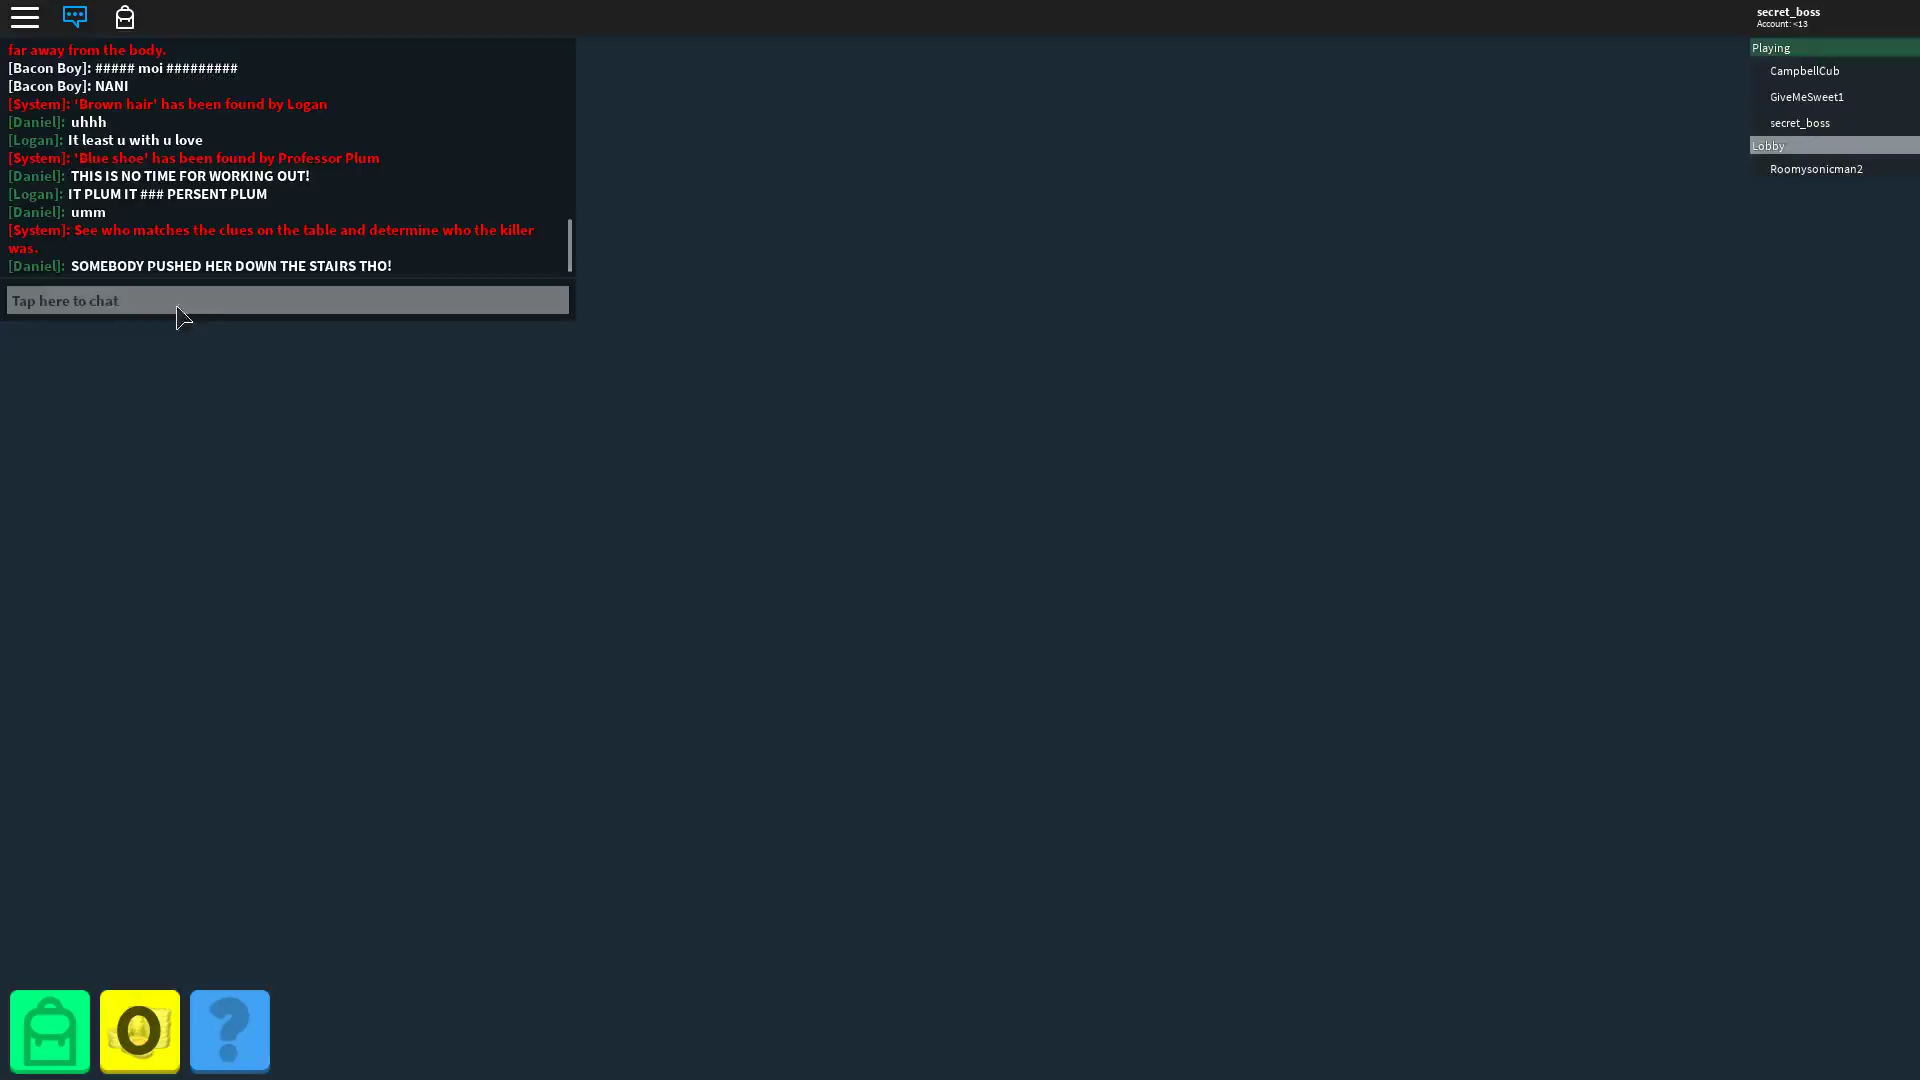 secret_boss
Account: <13
far away from the body.
[Bacon Boy]: ##### moi #########
[Bacon Boy]: NANI
[System]: 'Brown hair' has been found by Logan
[Daniel]: uhhh
[Logan]: It least u with u love
[System]: 'Blue shoe' has been found by Professor Plum
[Daniel]: THIS IS NO TIME FOR WORKING OUT!
[Logan]: IT PLUM IT ### PERSENT PLUM
[Daniel]: umm
[System]: See who matches the clues on the table and determine who the killer
was.
[Daniel]: SOMEBODY PUSHED HER DOWN THE STAIRS THO!
Tap here to chat
Playing
CampbellCub
GiveMeSweet1
secret_boss
Lobby
Roomysonicman2
0
?